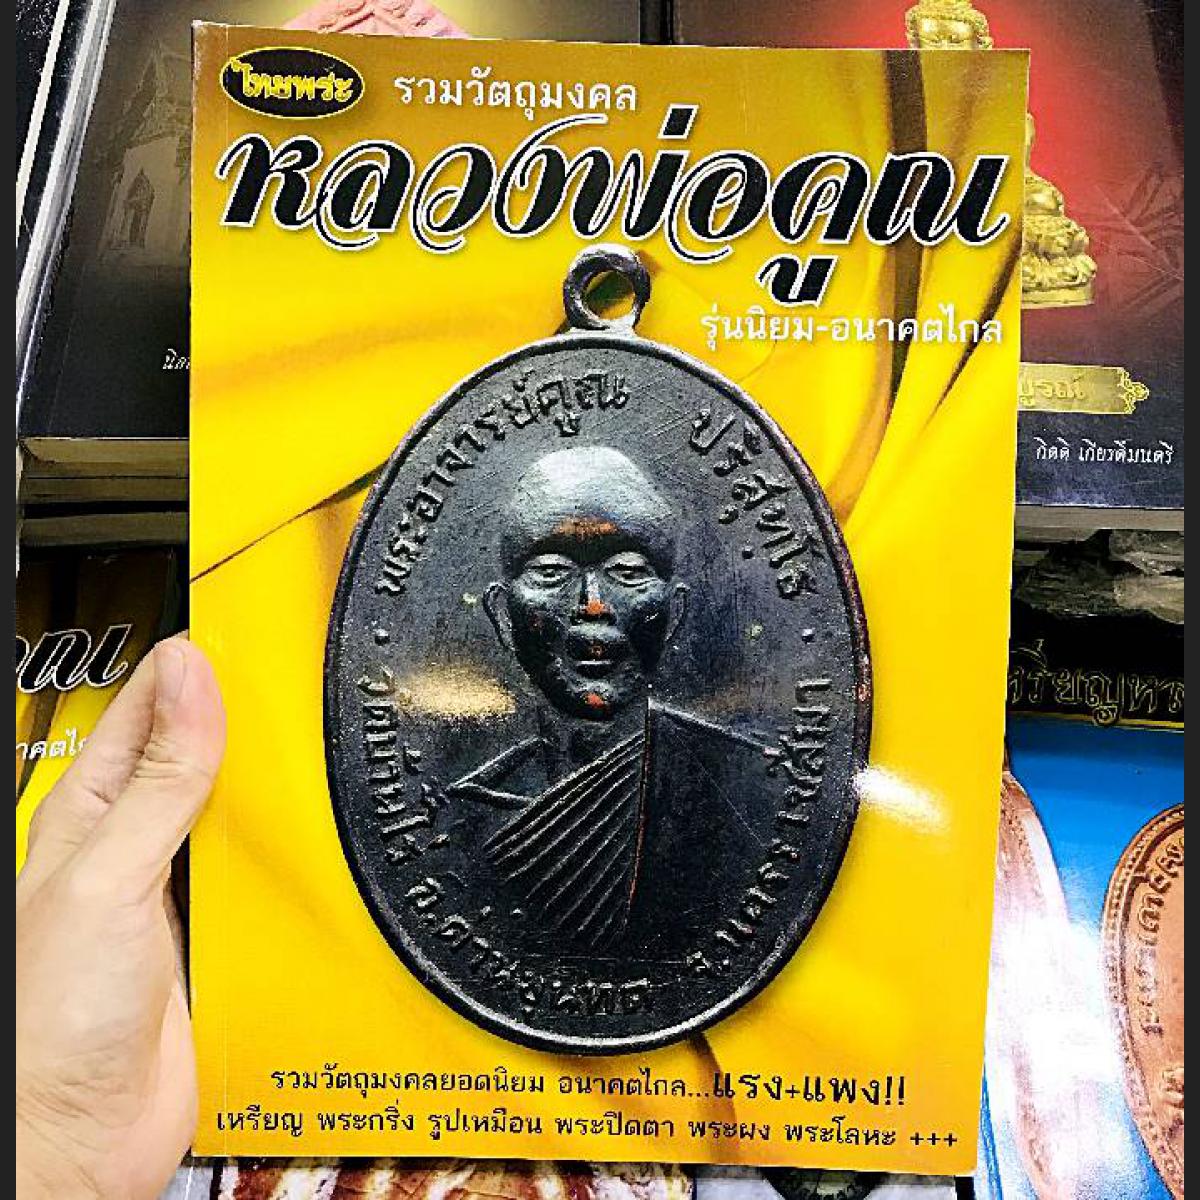 ไทยพระ
รวมวัตถุมงคล
หลวงพ่อคูณ
รุ่นนิยม-อนาคตไกล
พระอาจารย์คูณ ปริสุทโธ
วัดบ้านไร่ อ.ด่านขุนทด จ.นครราชสีมา
รวมวัตถุมงคลยอดนิยม อนาคตไกล...แรง+แพง!!
เหรียญ พระกริ่ง รูปเหมือน พระปิดตา พระผง พระโลหะ +++
กิตติ เกียรติมนตรี